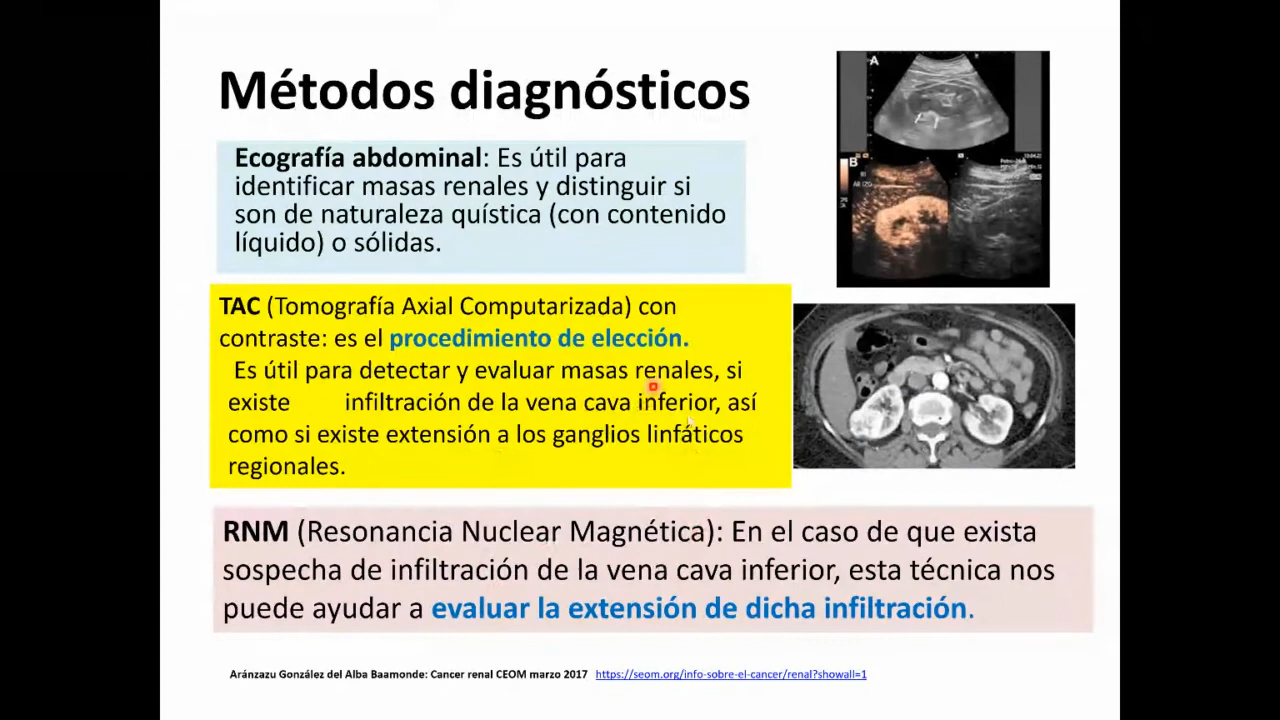 Métodos diagnósticos
Ecografía abdominal: Es útil para
identificar masas renales y distinguir si
son de naturaleza quística (con contenido
líquido) o sólidas.
A
B
TAC (Tomografía Axial Computarizada) con
contraste: es el procedimiento de elección.
Es útil para detectar y evaluar masas renales, si
existe infiltración de la vena cava inferior, así
como si existe extensión a los ganglios linfáticos
regionales.
RNM (Resonancia Nuclear Magnética): En el caso de que exista
sospecha de infiltración de la vena cava inferior, esta técnica nos
puede ayudar a evaluar la extensión de dicha infiltración.
Aránzazu González del Alba Baamonde: Cancer renal CEOM marzo 2017 https://seom.org/info-sobre-el-cancer/renal?showall=1